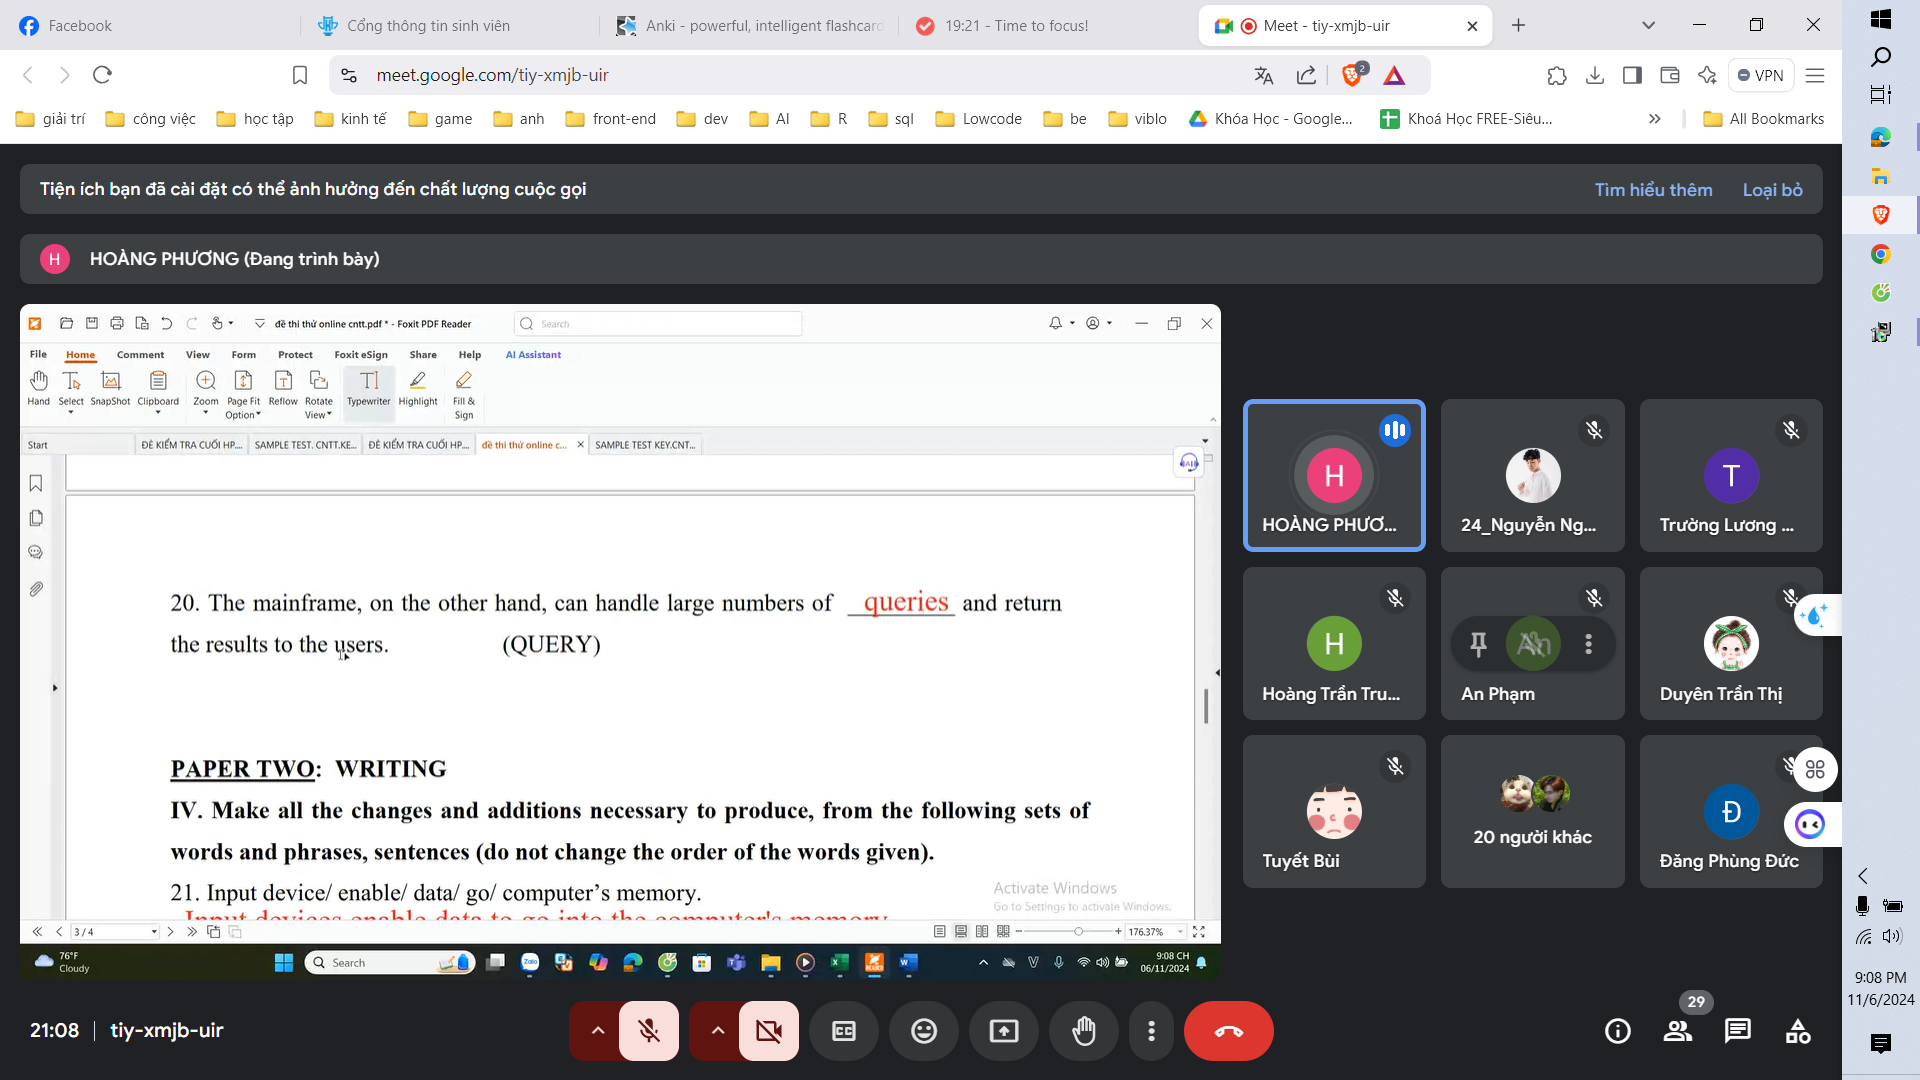 Facebook
Cổng thông tin sinh viên
Anki - powerful, intelligent flashcard
19:21 - Time to focus!
Meet - tiy-xmjb-uir
meet.google.com/tiy-xmjb-uir
2
VPN
giải trí
công việc
học tập
kinh tế
game
anh
front-end
dev
AI
R
sql
Lowcode
be
viblo
Khóa Học - Google...
Khoá Học FREE-Siêu...
All Bookmarks
Tiện ích bạn đã cài đặt có thể ảnh hưởng đến chất lượng cuộc gọi
Tìm hiểu thêm
Loại bỏ
H
HOÀNG PHƯƠNG (Đang trình bày)
đề thi thử online cntt.pdf * - Foxit PDF Reader
Search
File
Home
Comment
View
Form
Protect
Foxit eSign
Share
Help
AI Assistant
Hand
Select
SnapShot
Clipboard
Zoom
Page Fit Option
Reflow
Rotate View
Typewriter
Highlight
Fill & Sign
Start
ĐỀ KIỂM TRA CUỐI HP....
SAMPLE TEST. CNTT.KE...
ĐỀ KIỂM TRA CUỐI HP....
đề thi thử online c...
SAMPLE TEST KEY.CNT...
20. The mainframe, on the other hand, can handle large numbers of queries and return
the results to the users. (QUERY)
PAPER TWO: WRITING
IV. Make all the changes and additions necessary to produce, from the following sets of
words and phrases, sentences (do not change the order of the words given).
21. Input device/ enable/ data/ go/ computer's memory.
Input devices enable data to go into the computer's memory
Activate Windows
Go to Settings to activate Windows.
3 / 4
176.37%
76°F
Cloudy
Search
9:08 CH
06/11/2024
H
HOÀNG PHƯƠ...
24_Nguyễn Ng...
T
Trường Lương ...
H
Hoàng Trần Tru...
An
An Phạm
Duyên Trần Thị
Tuyết Bùi
20 người khác
Đ
Đăng Phùng Đức
21:08
tiy-xmjb-uir
29
9:08 PM
11/6/2024